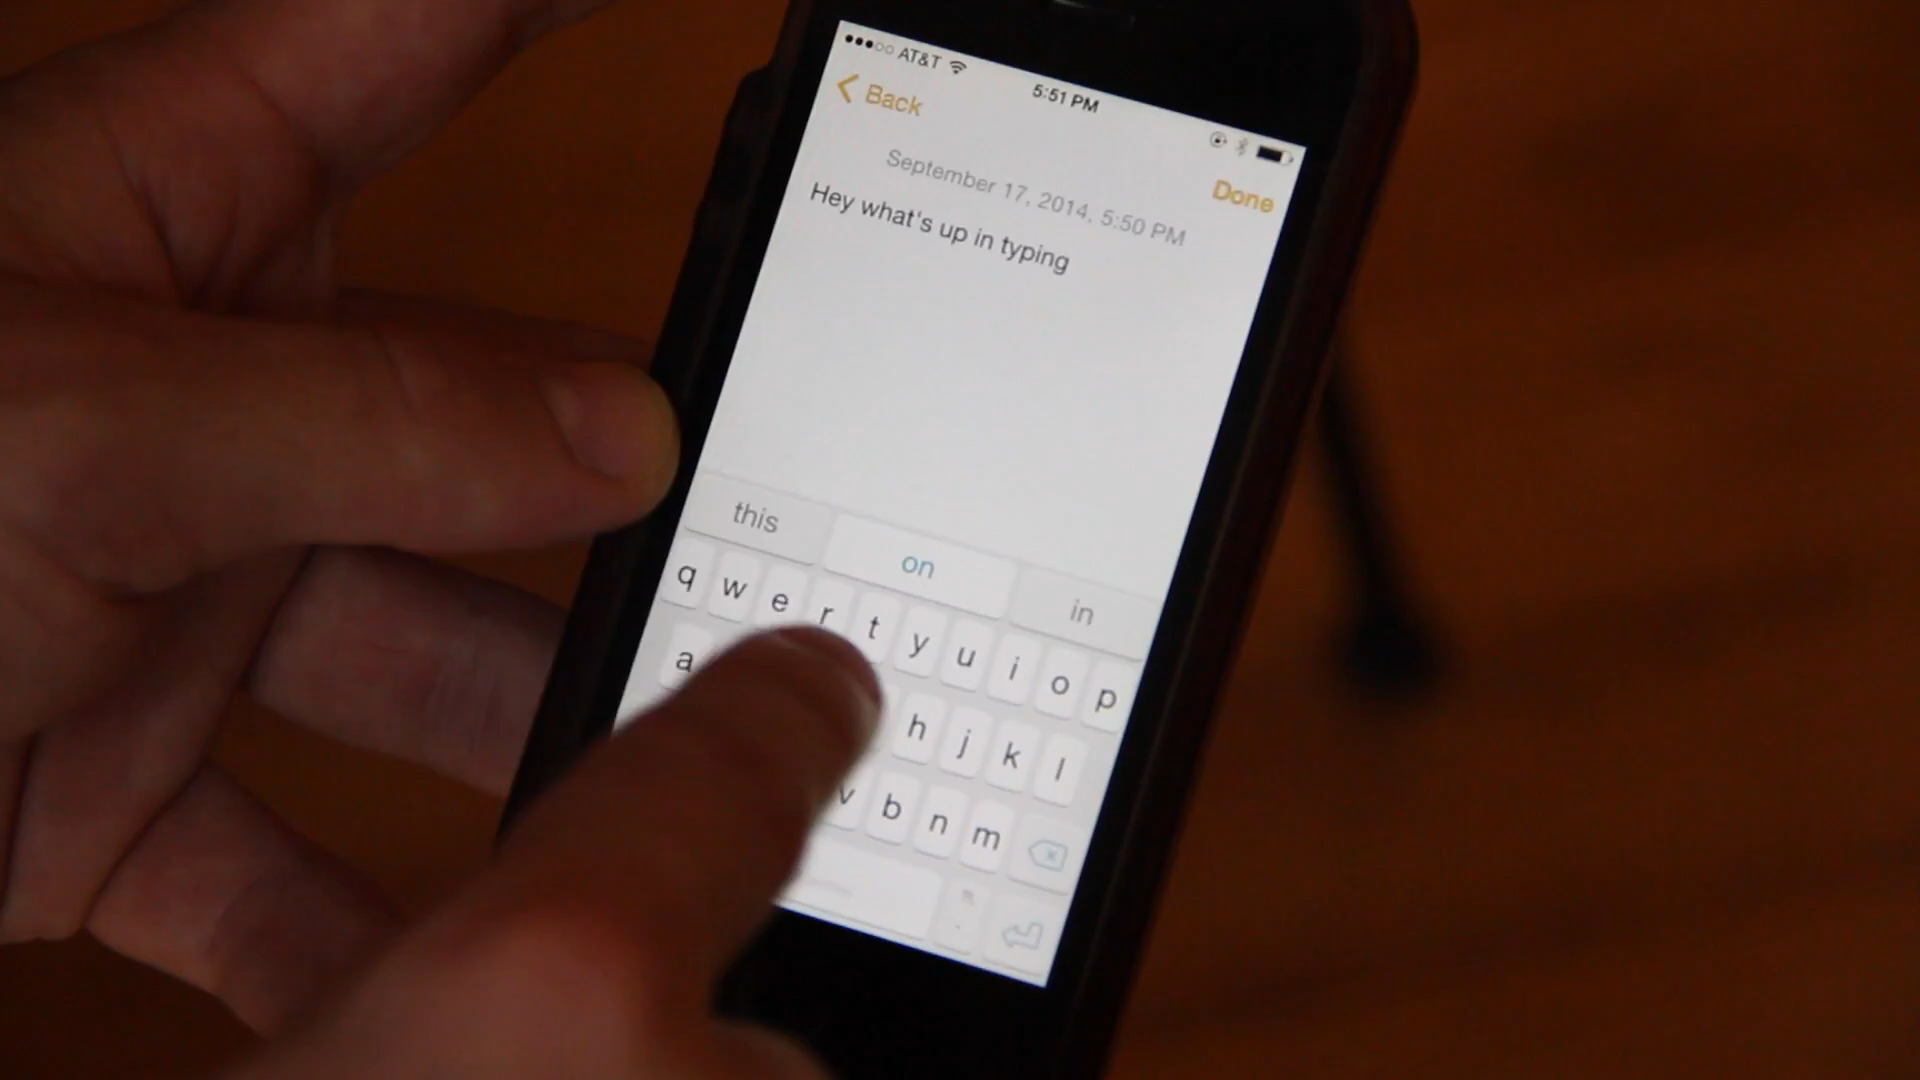 AT&T
5:51 PM
Back
Done
September 17, 2014, 5:50 PM
Hey what's up in typing
this on in
q w e r t y u i o p
a h j k l
v b n m